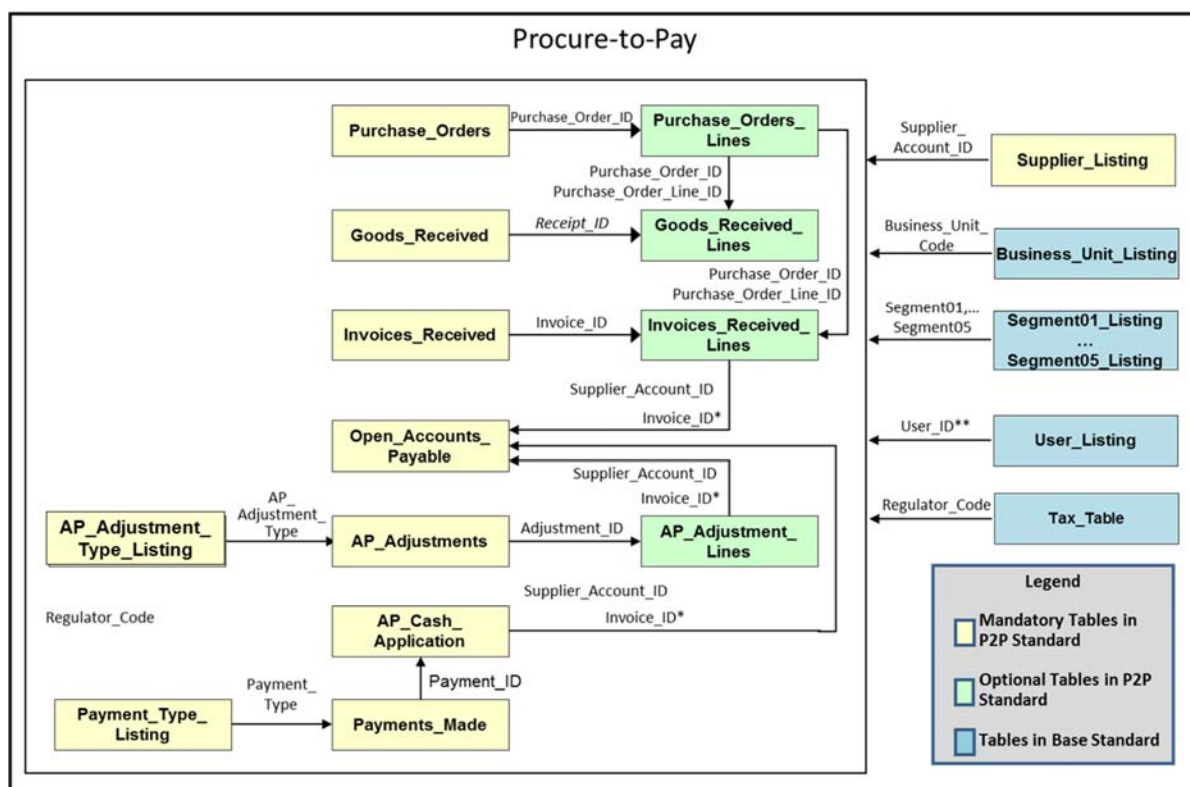 Procure-to-Pay
Purchase_Orders
Purchase_Order_ID
Purchase_Orders_
Lines
Supplier_
Account_ID
Supplier_Listing
Purchase_Order_ID
Purchase_Order_Line_ID
Goods_Received
Receipt_ID
Goods_Received_
Lines
Business_Unit_
Code
Business_Unit_Listing
Purchase_Order_ID
Purchase_Order_Line_ID
Invoices_Received
Invoice_ID
Invoices_Received_
Lines
Segment01,...
Segment05
Segment01_Listing
...
Segment05_Listing
Supplier_Account_ID
Invoice_ID*
Open_Accounts_
Payable
User_ID**
User_Listing
Supplier_Account_ID
Invoice_ID*
AP_Adjustment_
Type_Listing
AP_
Adjustment_
Type
AP_Adjustments
Adjustment_ID
AP_Adjustment_
Lines
Regulator_Code
Tax_Table
Supplier_Account_ID
Invoice_ID*
Regulator_Code
AP_Cash_
Application
Payment_ID
Payment_Type_
Listing
Payment_
Type
Payments_Made
Legend
Mandatory Tables in
P2P Standard
Optional Tables in P2P
Standard
Tables in Base Standard